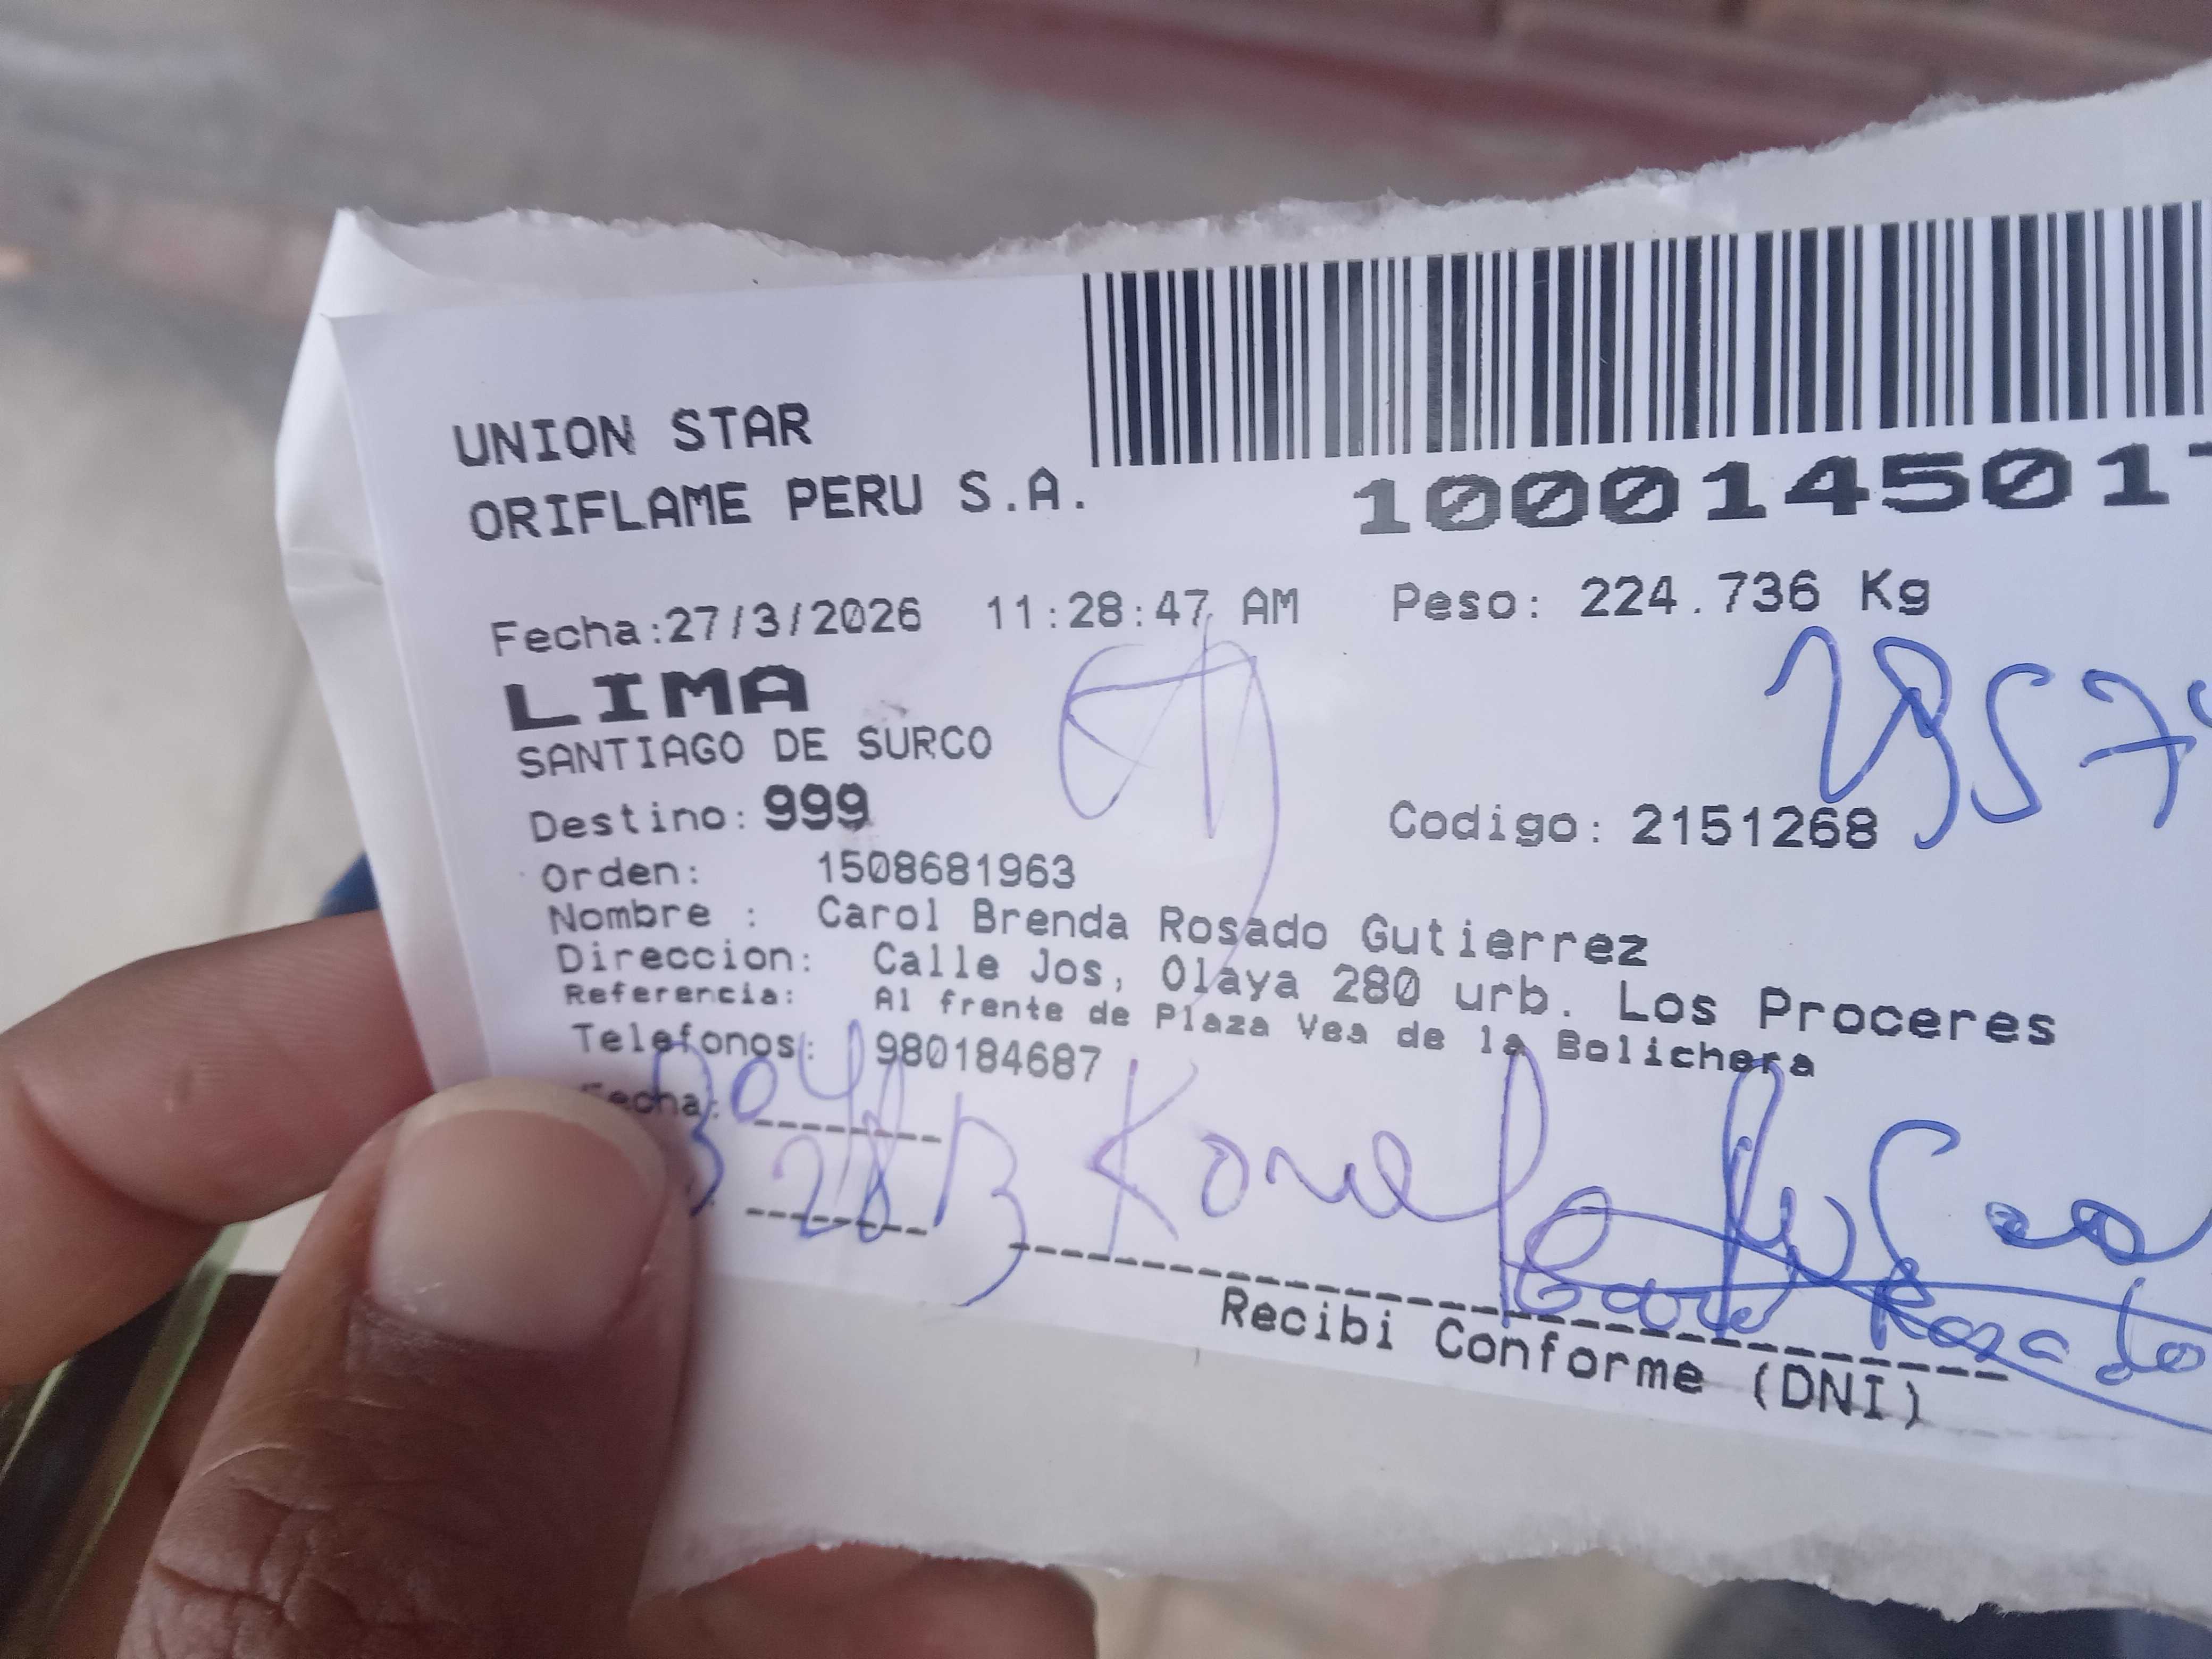 UNION STAR
ORIFLAME PERU S.A.
100014501
Fecha:27/3/2026 11:28:47 AM Peso: 224.736 Kg
LIMA
SANTIAGO DE SURCO
Destino: 999
Codigo: 2151268
Orden: 1508681963
Nombre : Carol Brenda Rosado Gutierrez
Direccion: Calle Jos, Olaya 280 urb. Los Proceres
Referencia: Al frente de Plaza Vea de la Bolichera
Telefonos: 980184687
Fecha:
Recibi Conforme (DNI)